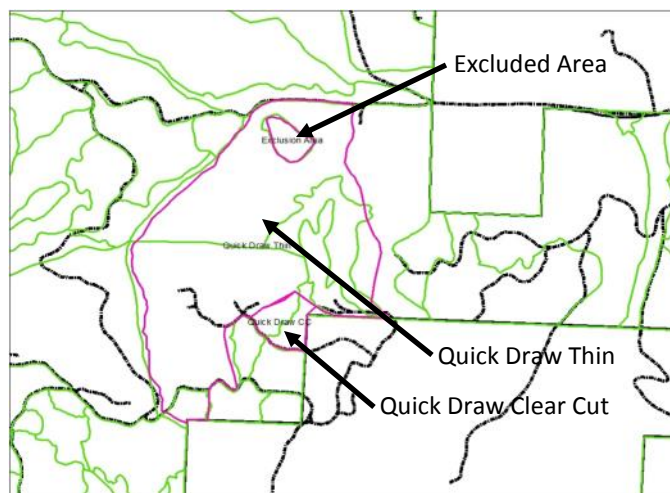 Excluded Area
Exclusion Area
Quick Draw Thin
Quick Draw CC
Quick Draw Thin
Quick Draw Clear Cut